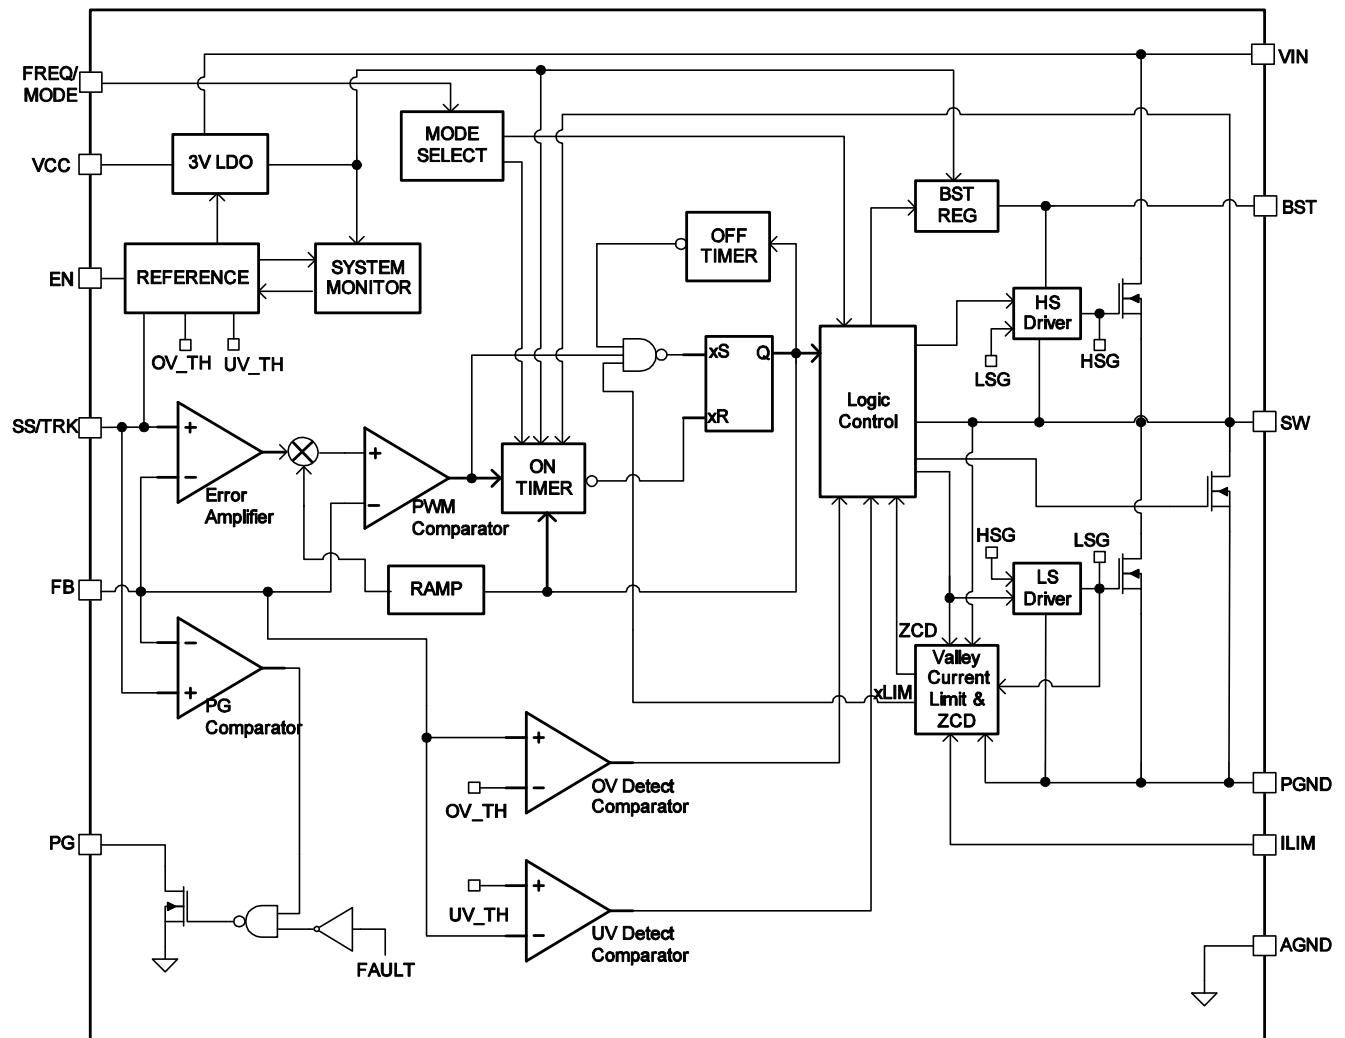 FREQ/
MODE
VIN
MODE
SELECT
VCC
3V LDO
BST
REG
BST
OFF
TIMER
EN
REFERENCE
SYSTEM
MONITOR
HS
Driver
OV_TH
UV_TH
HSG
LSG
xS
Q
xR
Logic
Control
SS/TRK
SW
+
−
Error
Amplifier
+
−
PWM
Comparator
ON
TIMER
HSG
LSG
FB
RAMP
LS
Driver
ZCD
−
+
PG
Comparator
Valley
Current
Limit &
ZCD
xLIM
+
−
OV_TH
OV Detect
Comparator
PGND
PG
ILIM
+
−
UV_TH
UV Detect
Comparator
FAULT
AGND